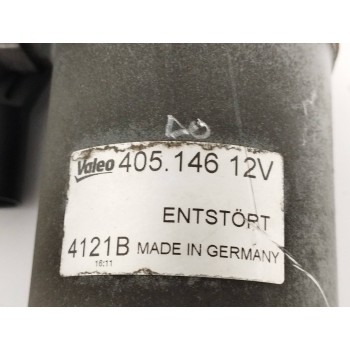 Valeo 405.146 12V
ENTSTÖRT
4121B MADE IN GERMANY
16:11